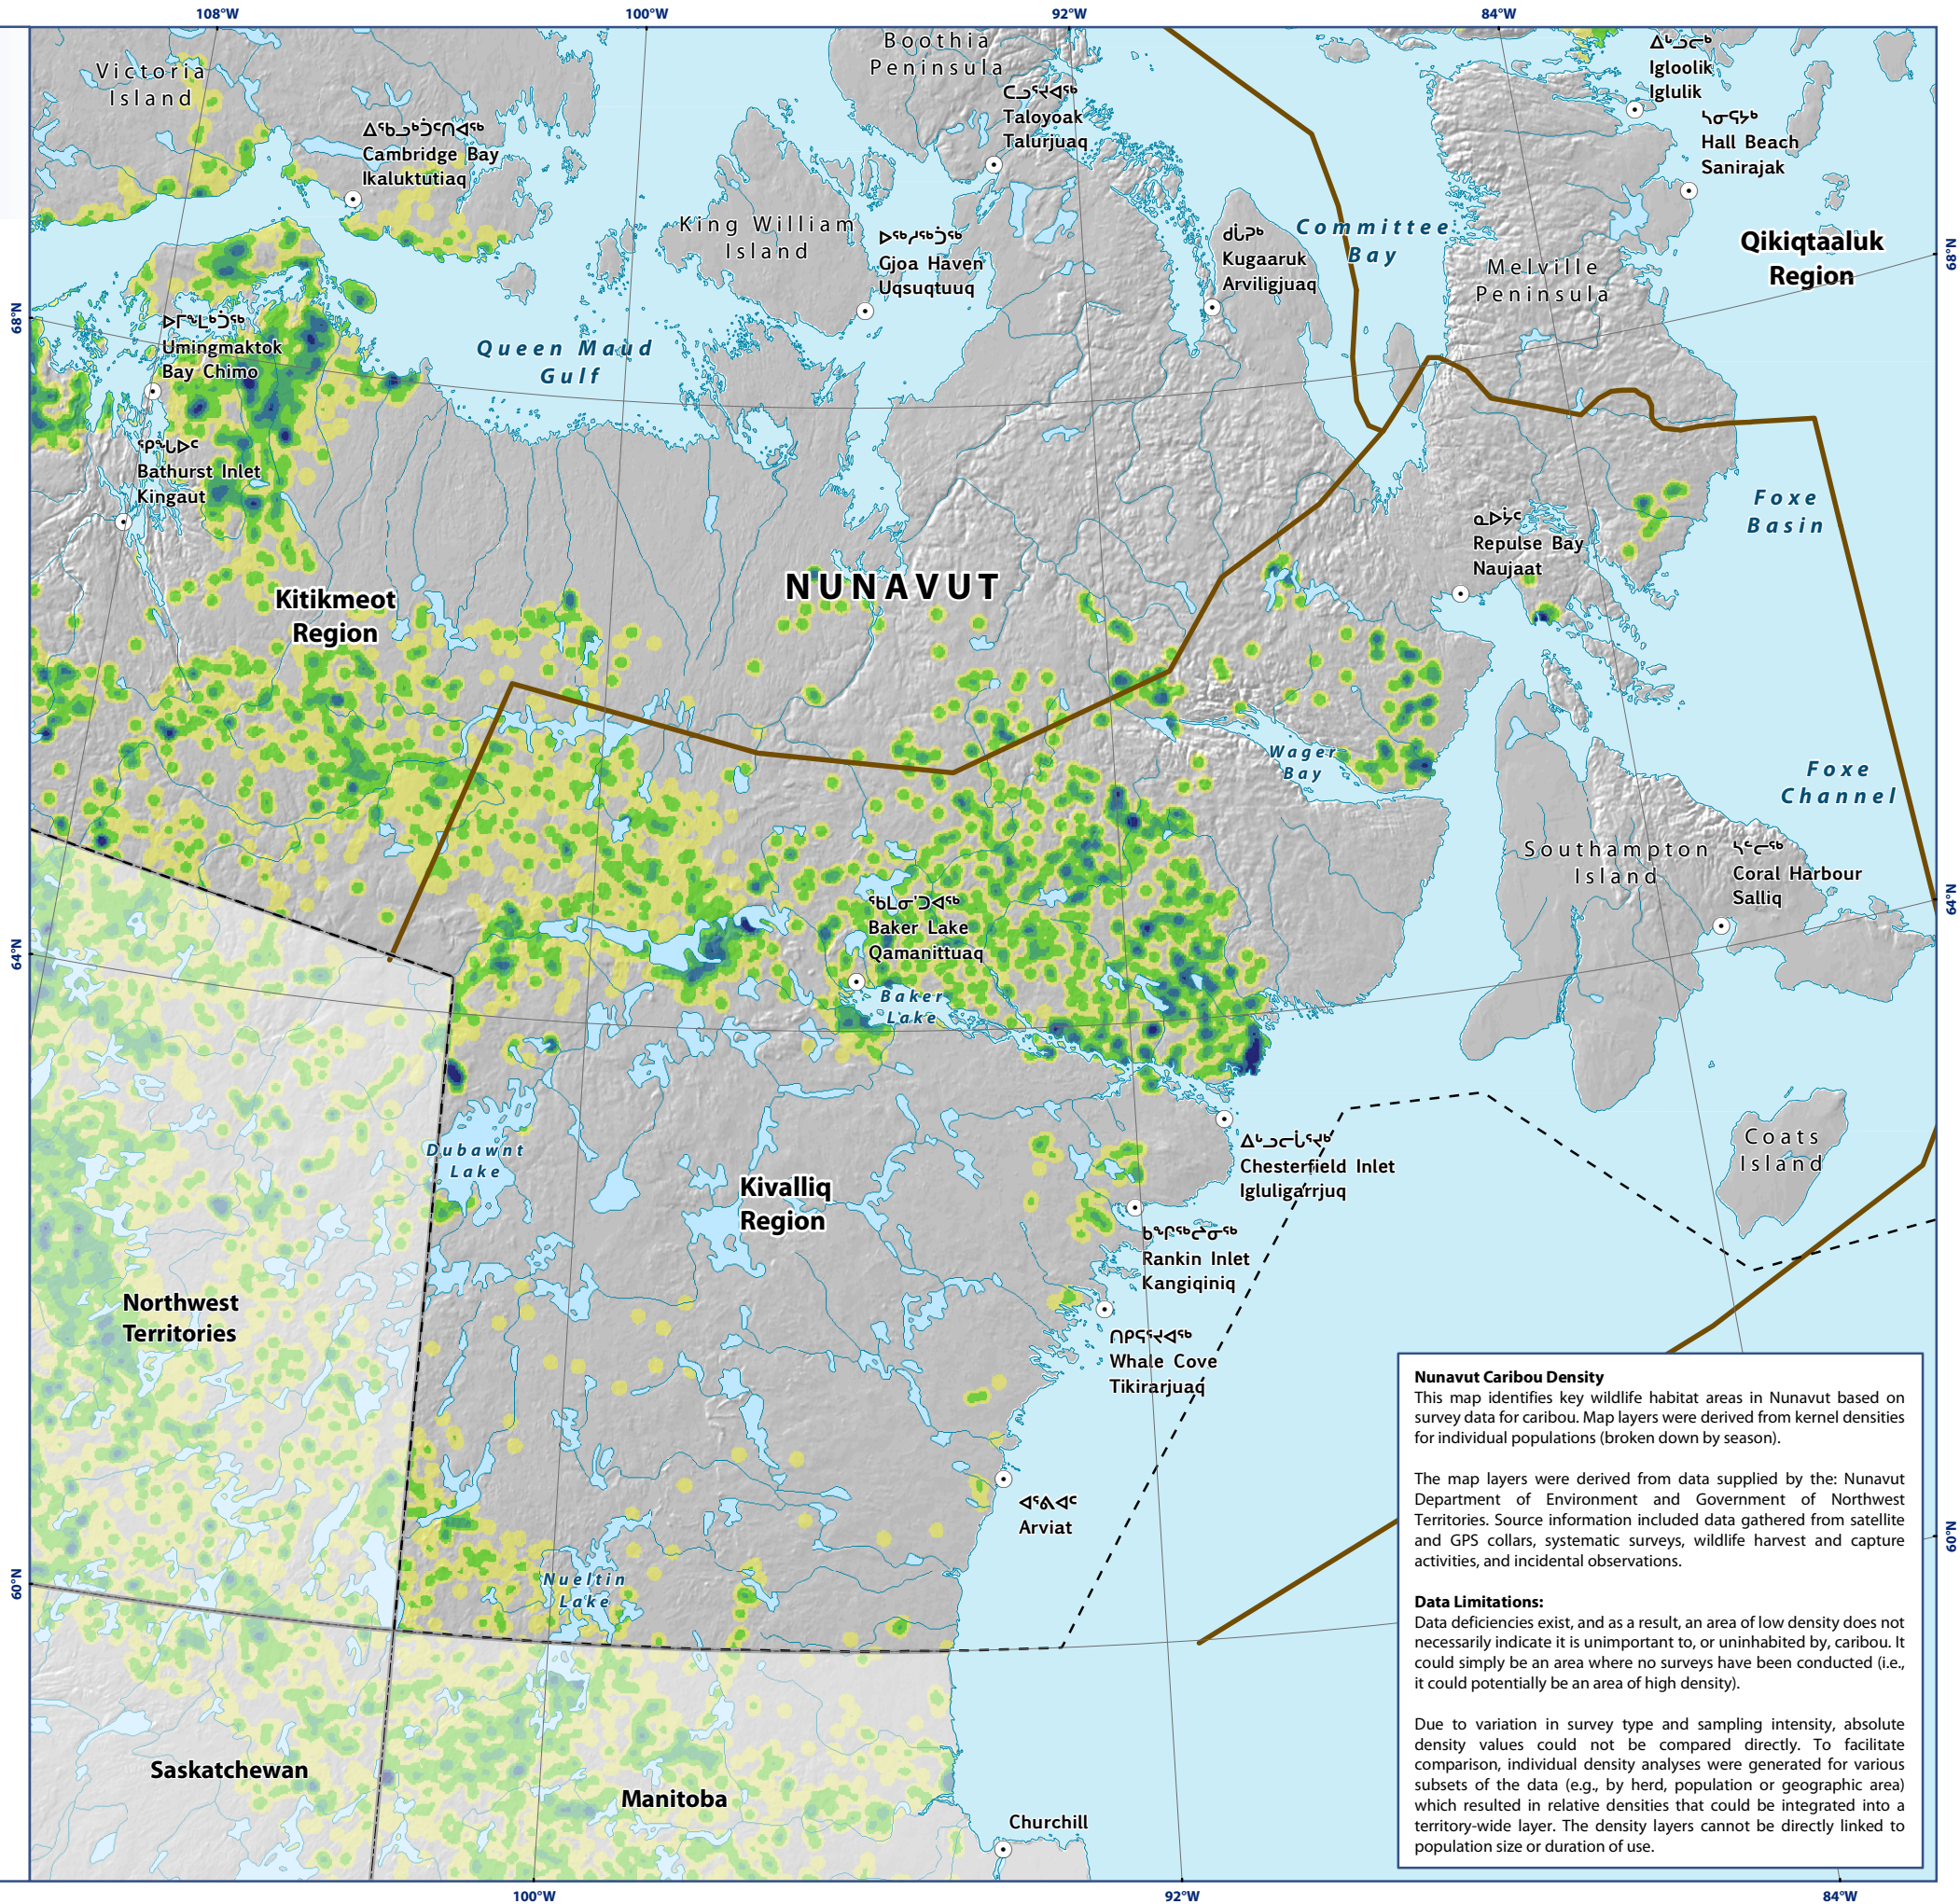 108°W
100°W
92°W
84°W
Victoria
Island
ᐃᖃᓗᒃᑑᑦᑎᐊᖅ
Cambridge Bay
Ikaluktutiaq
Boothia
Peninsula
ᑕᓗᕐᔪᐊᖅ
Taloyoak
Talurjuaq
ᐃᒡᓗᓕᒃ
Igloolik
Iglulik
ᓴᓂᕋᔭᒃ
Hall Beach
Sanirajak
King William
Island
ᐅᖅᓱᖅᑑᖅ
Gjoa Haven
Uqsuqtuuq
ᑰᒑᕐᔪᒃ
Kugaaruk
Arviligjuaq
Committee
Bay
Melville
Peninsula
Qikiqtaaluk
Region
68°N
68°N
ᐅᒥᖕᒪᒃᑑᖅ
Umingmaktok
Bay Chimo
Queen Maud
Gulf
ᕿᙵᐅᑦ
Bathurst Inlet
Kingaut
ᓇᐅᔮᑦ
Repulse Bay
Naujaat
Foxe
Basin
NUNAVUT
Kitikmeot
Region
Wager
Bay
Foxe
Channel
Southampton
Island
ᓴᓪᓕᖅ
Coral Harbour
Salliq
64°N
64°N
ᖃᒪᓂ'ᑐᐊᖅ
Baker Lake
Qamanittuaq
Baker
Lake
Dubawnt
Lake
Kivalliq
Region
ᐃᒡᓗᓕᒑᕐᔪᒃ
Chesterfield Inlet
Igluligarrjuq
Coats
Island
ᑲᖏᖅᖠᓂᖅ
Rankin Inlet
Kangiqiniq
Northwest
Territories
ᑎᑭᕋᕐᔪᐊᖅ
Whale Cove
Tikirarjuaq
ᐊᕐᕕᐊᑦ
Arviat
Nueltin
Lake
60°N
60°N
Saskatchewan
Manitoba
Churchill
Nunavut Caribou Density
This map identifies key wildlife habitat areas in Nunavut based on
survey data for caribou. Map layers were derived from kernel densities
for individual populations (broken down by season).
The map layers were derived from data supplied by the: Nunavut
Department of Environment and Government of Northwest
Territories. Source information included data gathered from satellite
and GPS collars, systematic surveys, wildlife harvest and capture
activities, and incidental observations.
Data Limitations:
Data deficiencies exist, and as a result, an area of low density does not
necessarily indicate it is unimportant to, or uninhabited by, caribou. It
could simply be an area where no surveys have been conducted (i.e.,
it could potentially be an area of high density).
Due to variation in survey type and sampling intensity, absolute
density values could not be compared directly. To facilitate
comparison, individual density analyses were generated for various
subsets of the data (e.g., by herd, population or geographic area)
which resulted in relative densities that could be integrated into a
territory-wide layer. The density layers cannot be directly linked to
population size or duration of use.
100°W
92°W
84°W